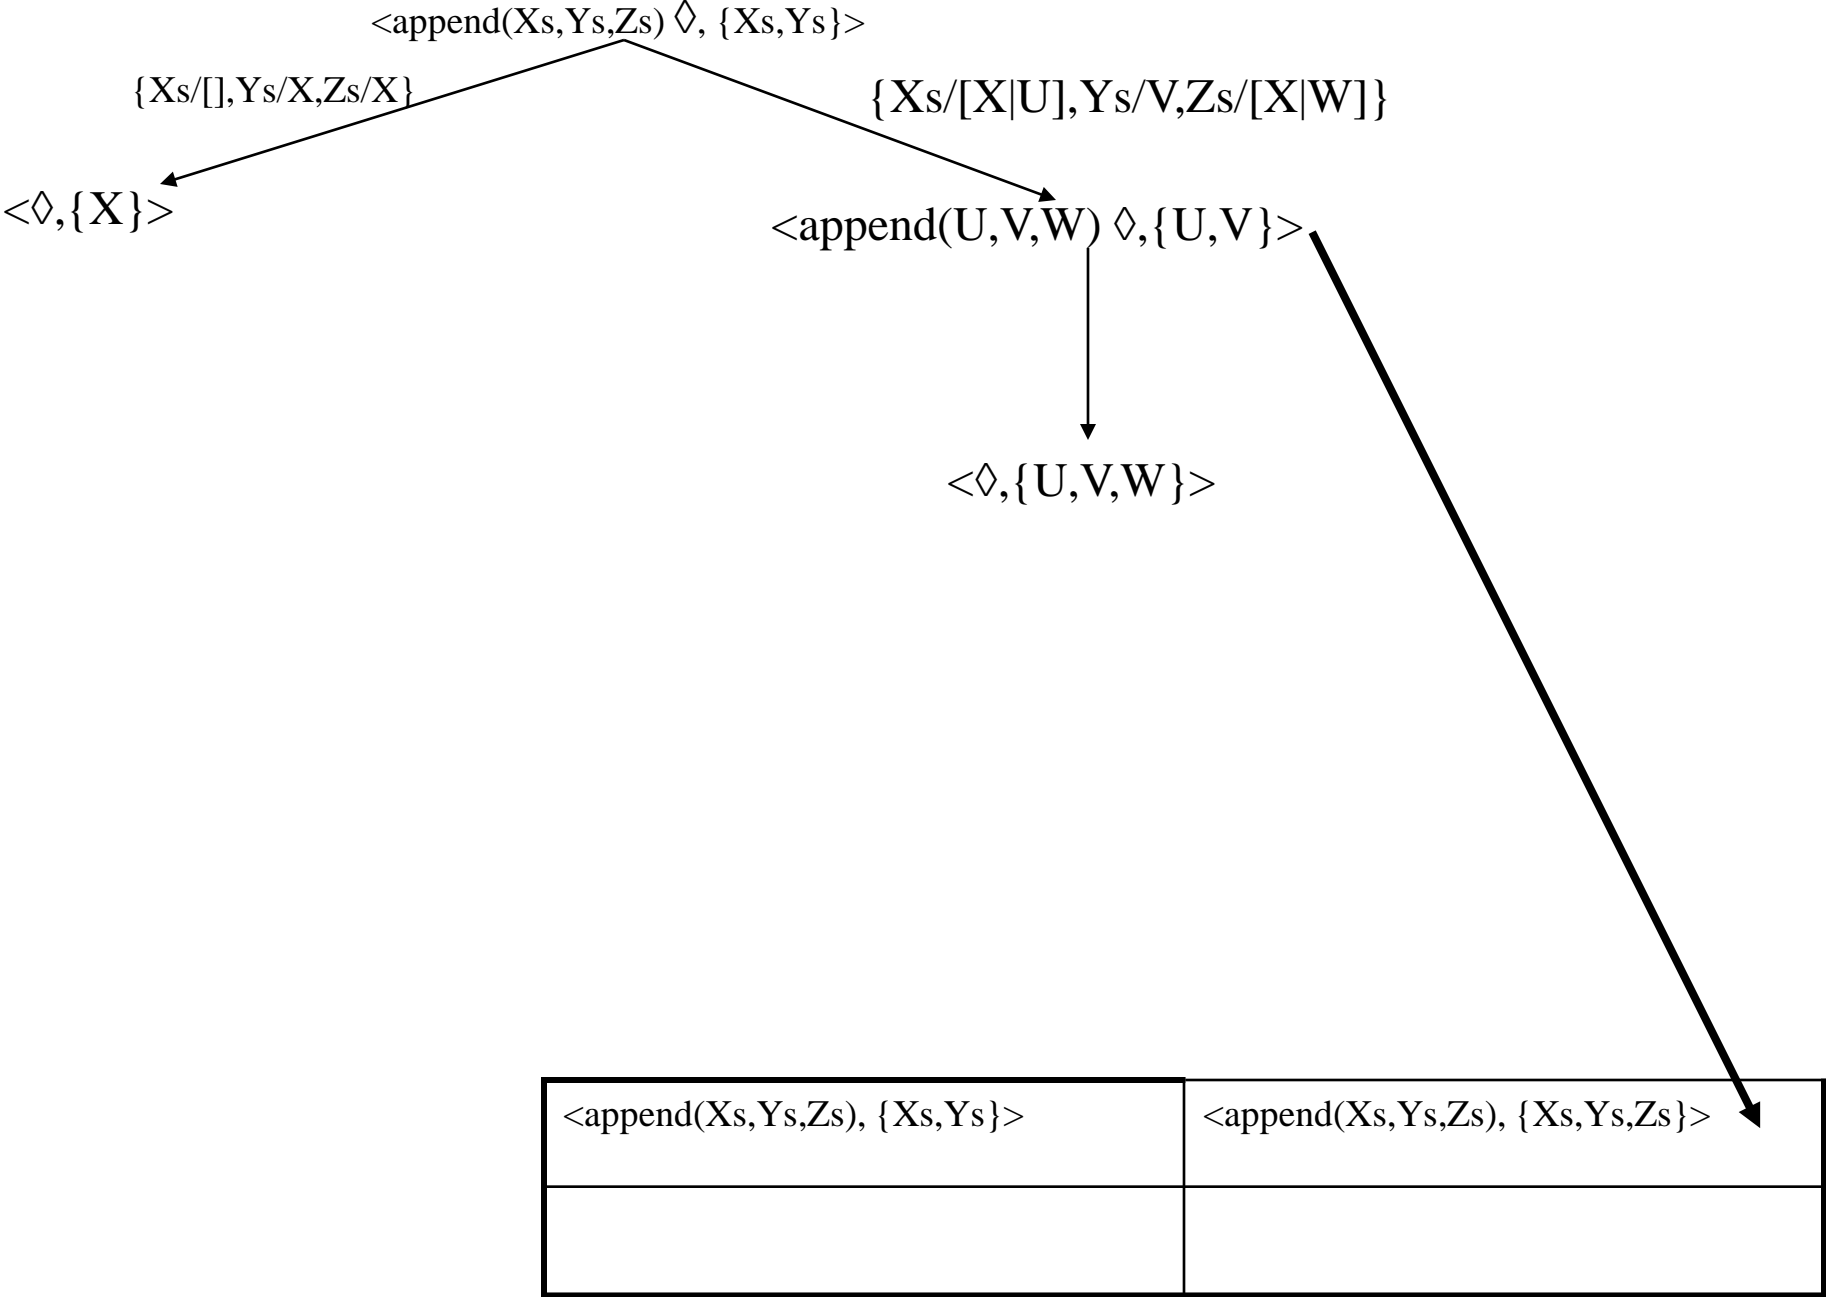 <append(Xs,Ys,Zs) ◊, {Xs,Ys}>
{Xs/[],Ys/X,Zs/X}
{Xs/[X|U],Ys/V,Zs/[X|W]}
<◊,{X}>
<append(U,V,W) ◊,{U,V}>
<◊,{U,V,W}>
<append(Xs,Ys,Zs), {Xs,Ys}>
<append(Xs,Ys,Zs), {Xs,Ys,Zs}>